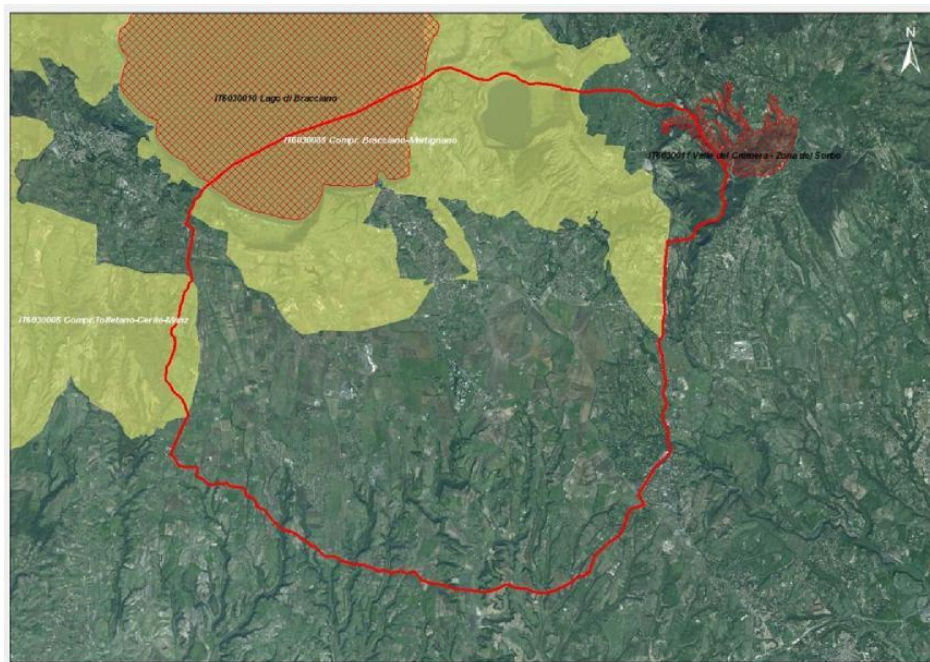 N
IT6030010 Lago di Bracciano
IT6030085 Compr. Bracciano-Martignano
IT6030011 Valle del Cremera - Zona del Sorbo
IT6030005 Compr.Tolfetano-Cerite-Manz